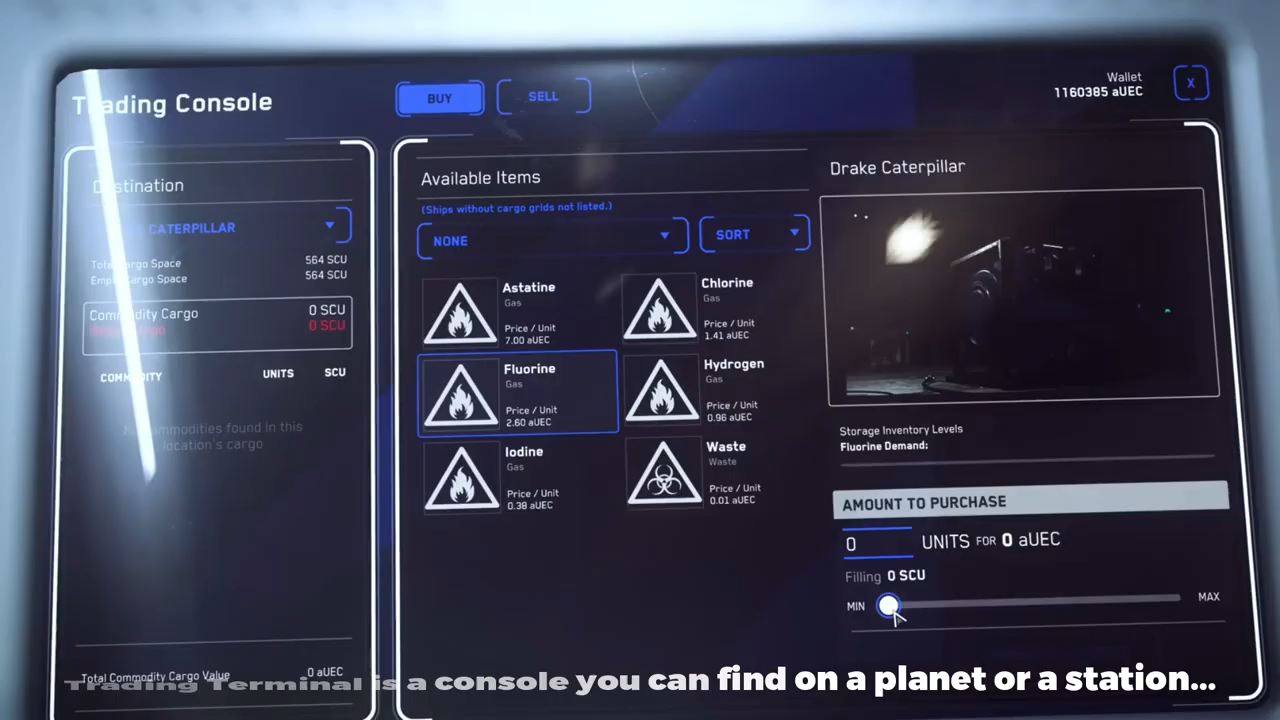 Trading Console
BUY
SELL
Wallet
1160385 aUEC
X
Destination
CATERPILLAR
Total Cargo Space 564 SCU
Empty Cargo Space 564 SCU
Commodity Cargo 0 SCU
0 SCU
COMMODITY UNITS SCU
No commodities found in this
location's cargo
Total Commodity Cargo Value 0 aUEC
Available Items
(Ships without cargo grids not listed.)
NONE
SORT
Astatine
Gas
Price / Unit
7.00 aUEC
Chlorine
Gas
Price / Unit
1.41 aUEC
Fluorine
Gas
Price / Unit
2.60 aUEC
Hydrogen
Gas
Price / Unit
0.96 aUEC
Iodine
Gas
Price / Unit
0.38 aUEC
Waste
Waste
Price / Unit
0.01 aUEC
Drake Caterpillar
Storage Inventory Levels
Fluorine Demand:
AMOUNT TO PURCHASE
0 UNITS FOR 0 aUEC
Filling 0 SCU
MIN MAX
Trading Terminal is a console you can find on a planet or a station...